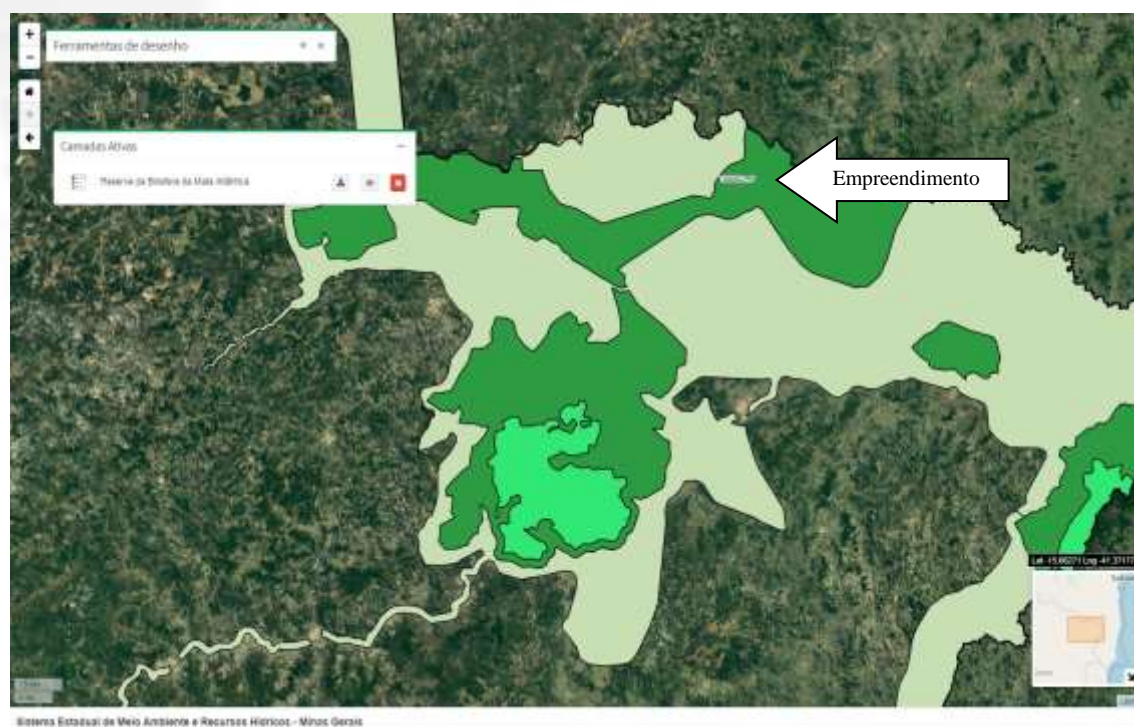 +
Ferramentas de desenho
Camadas Ativas
Reserva da Biosfera da Mata Atlântica
Empreendimento
Sistema Estadual de Meio Ambiente e Recursos Hídricos - Minas Gerais